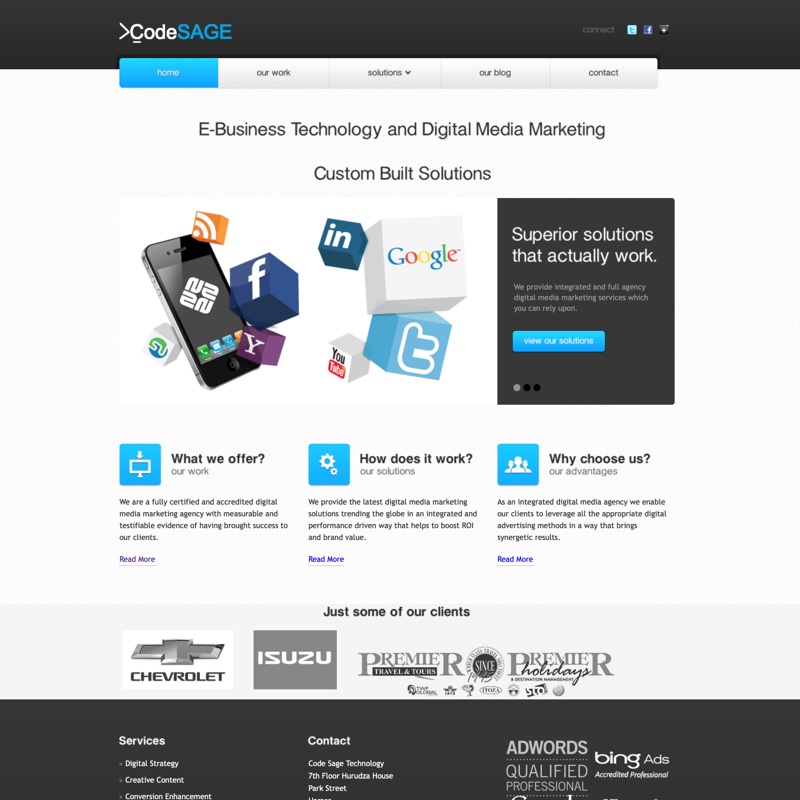 CodeSAGE
connect
home
our work
solutions
our blog
contact
E-Business Technology and Digital Media Marketing
Custom Built Solutions
in
Google
f
SU
Y
You
Tube
t
Superior solutions
that actually work.
We provide integrated and full agency
digital media marketing services which
you can rely upon.
view our solutions
What we offer?
our work
We are a fully certified and accredited digital
media marketing agency with measurable and
testifiable evidence of having brought success to
our clients.
Read More
How does it work?
our solutions
We provide the latest digital media marketing
solutions trending the globe in an integrated and
performance driven way that helps to boost ROI
and brand value.
Read More
Why choose us?
our advantages
As an integrated digital media agency we enable
our clients to leverage all the appropriate digital
advertising methods in a way that brings
synergetic results.
Read More
Just some of our clients
CHEVROLET
ISUZU
PREMIER
TRAVEL & TOURS
SINCE
PREMIER
holidays
& DESTINATION MANAGEMENT
Services
» Digital Strategy
» Creative Content
» Conversion Enhancement
Contact
Code Sage Technology
7th Floor Hurudza House
Park Street
ADWORDS
QUALIFIED
PROFESSIONAL
bing Ads
Accredited Professional